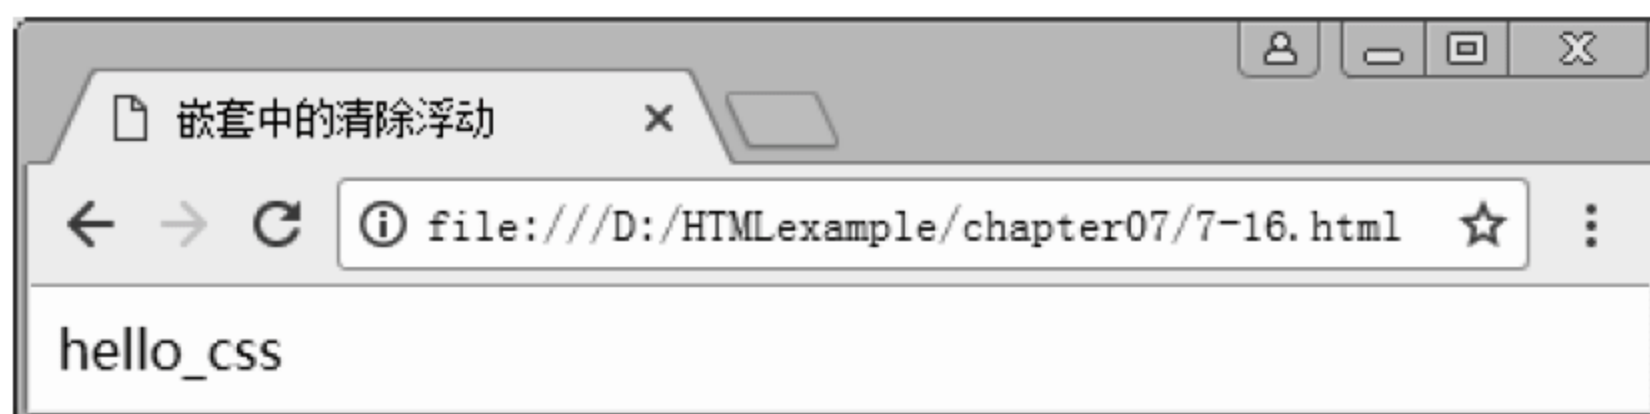 嵌套中的清除浮动
file:///D:/HTMLexample/chapter07/7-16.html
hello_css